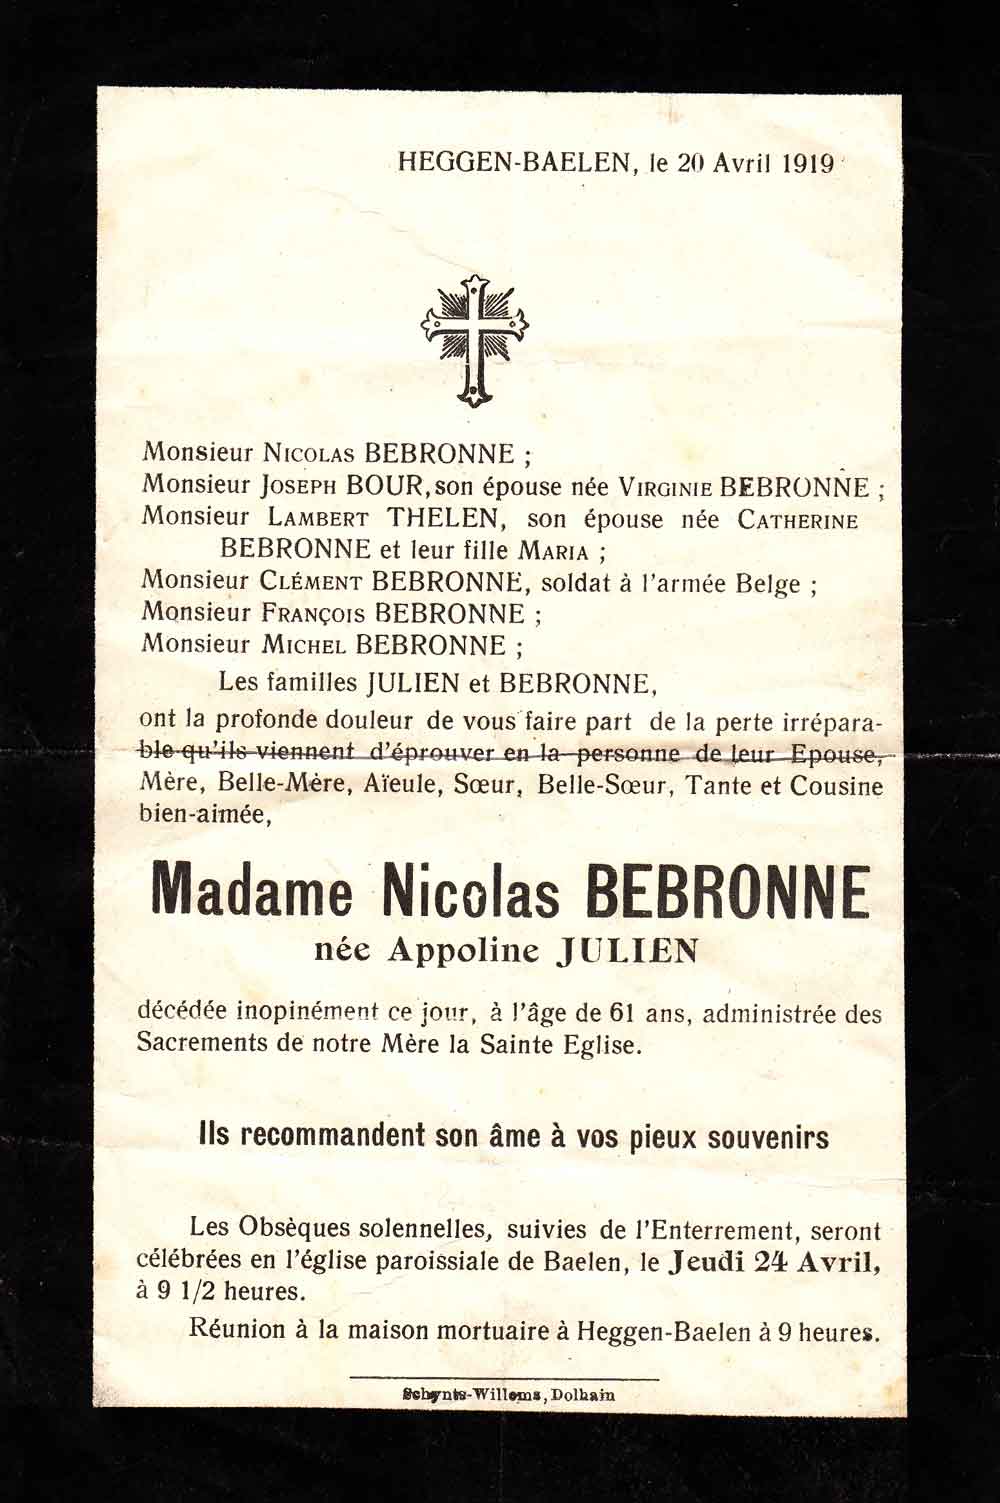 HEGGEN-BAELEN, le 20 Avril 1919
Monsieur NICOLAS BEBRONNE ;
Monsieur JOSEPH BOUR, son épouse née VIRGINIE BEBRONNE ;
Monsieur LAMBERT THELEN, son épouse née CATHERINE
BEBRONNE et leur fille MARIA ;
Monsieur CLÉMENT BEBRONNE, soldat à l'armée Belge ;
Monsieur FRANÇOIS BEBRONNE ;
Monsieur MICHEL BEBRONNE ;
Les familles JULIEN et BEBRONNE,
ont la profonde douleur de vous faire part de la perte irrépara-
ble qu'ils viennent d'éprouver en la personne de leur Epouse,
Mère, Belle-Mère, Aïeule, Sœur, Belle-Sœur, Tante et Cousine
bien-aimée,
Madame Nicolas BEBRONNE
née Appoline JULIEN
décédée inopinément ce jour, à l'âge de 61 ans, administrée des
Sacrements de notre Mère la Sainte Eglise.
Ils recommandent son âme à vos pieux souvenirs
Les Obsèques solennelles, suivies de l'Enterrement, seront
célébrées en l'église paroissiale de Baelen, le Jeudi 24 Avril,
à 9 1/2 heures.
Réunion à la maison mortuaire à Heggen-Baelen à 9 heures.
Schynts-Willems, Dolhain